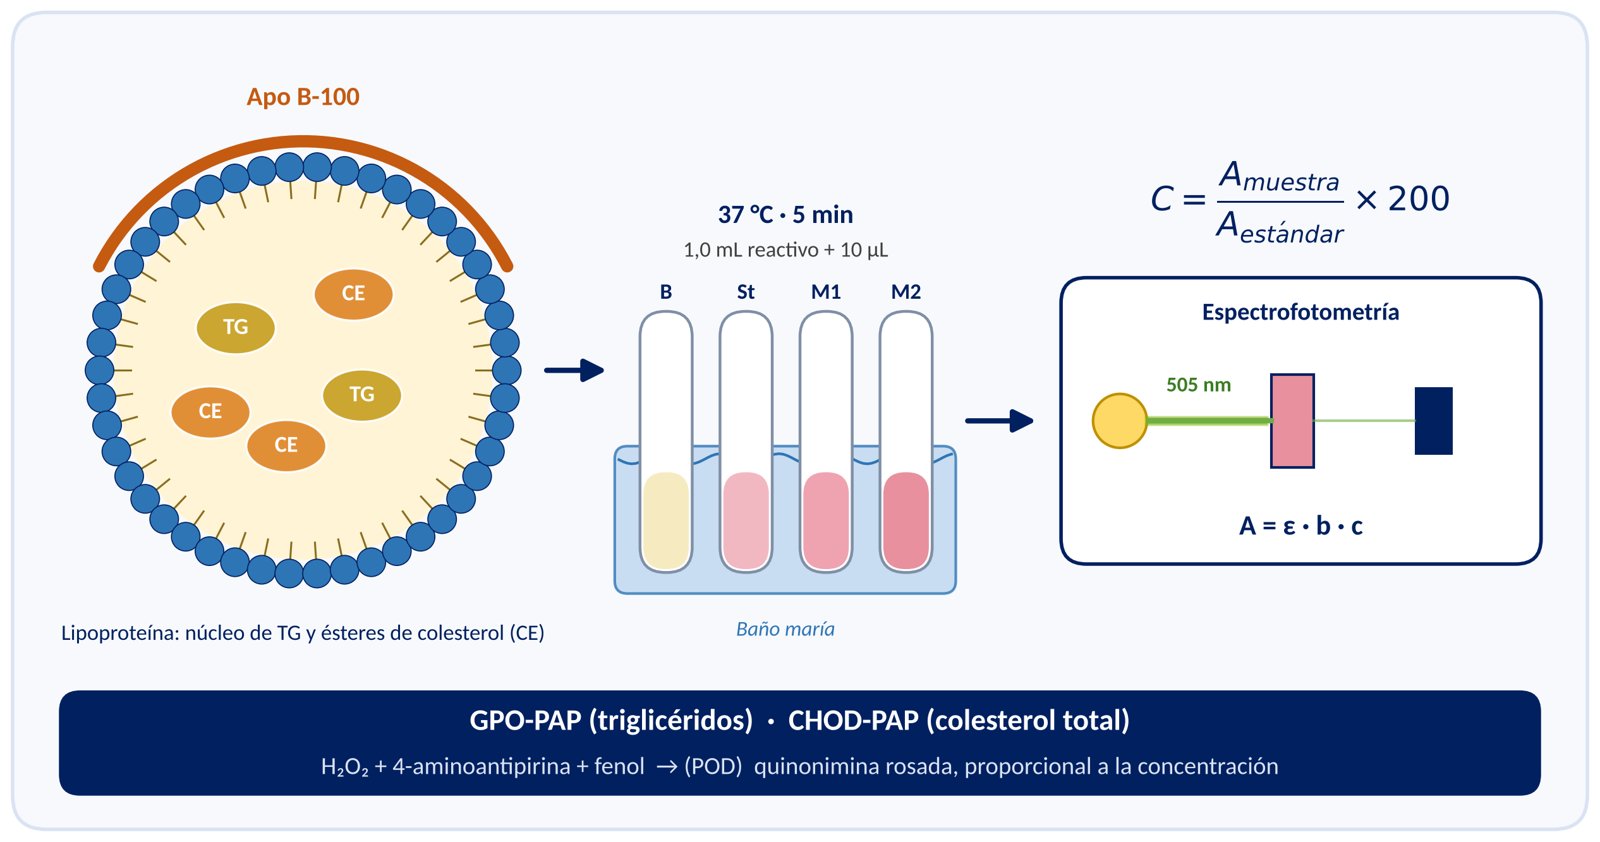 Apo B-100
TG
CE
CE
TG
CE
Lipoproteína: núcleo de TG y ésteres de colesterol (CE)
37 °C · 5 min
1,0 mL reactivo + 10 µL
B St M1 M2
Baño maría
C = A_muestra / A_estándar × 200
Espectrofotometría
505 nm
A = ε · b · c
GPO-PAP (triglicéridos) · CHOD-PAP (colesterol total)
H₂O₂ + 4-aminoantipirina + fenol → (POD) quinonimina rosada, proporcional a la concentración